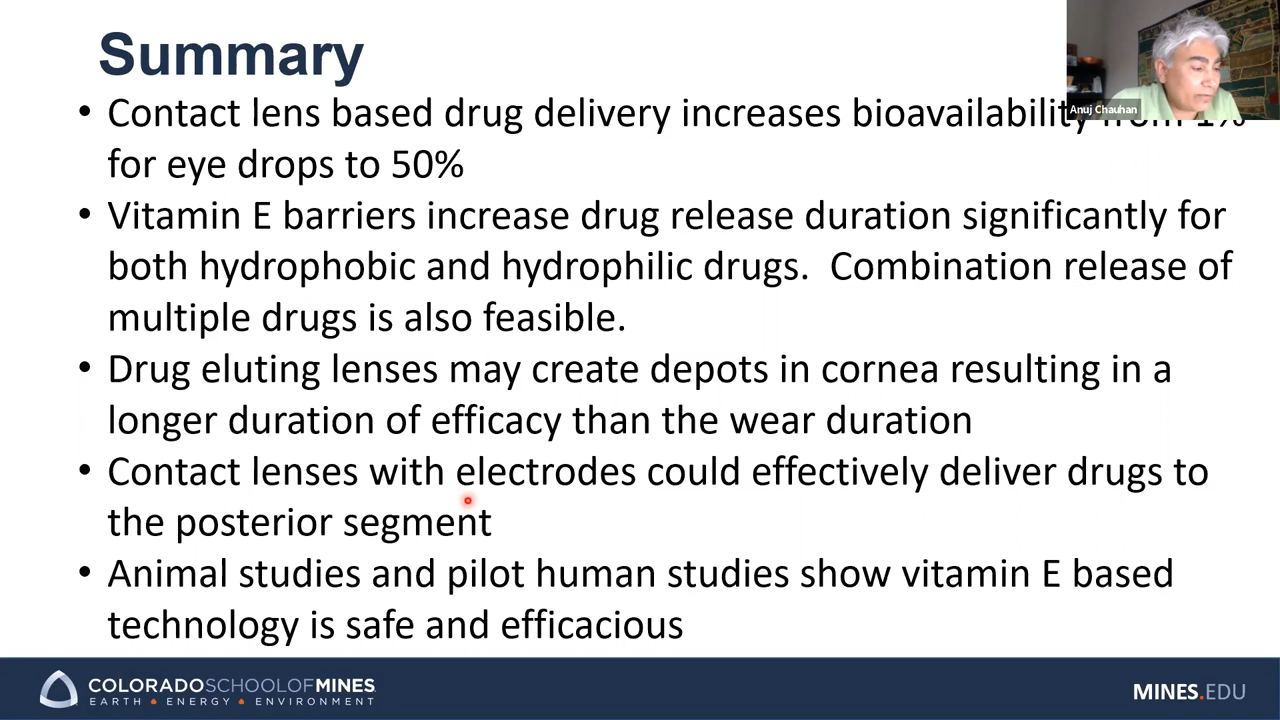 Summary
Anuj Chauhan
• Contact lens based drug delivery increases bioavailability from 1%
for eye drops to 50%
• Vitamin E barriers increase drug release duration significantly for
both hydrophobic and hydrophilic drugs. Combination release of
multiple drugs is also feasible.
• Drug eluting lenses may create depots in cornea resulting in a
longer duration of efficacy than the wear duration
• Contact lenses with electrodes could effectively deliver drugs to
the posterior segment
• Animal studies and pilot human studies show vitamin E based
technology is safe and efficacious
COLORADOSCHOOLOFMINES
EARTH • ENERGY • ENVIRONMENT
MINES.EDU